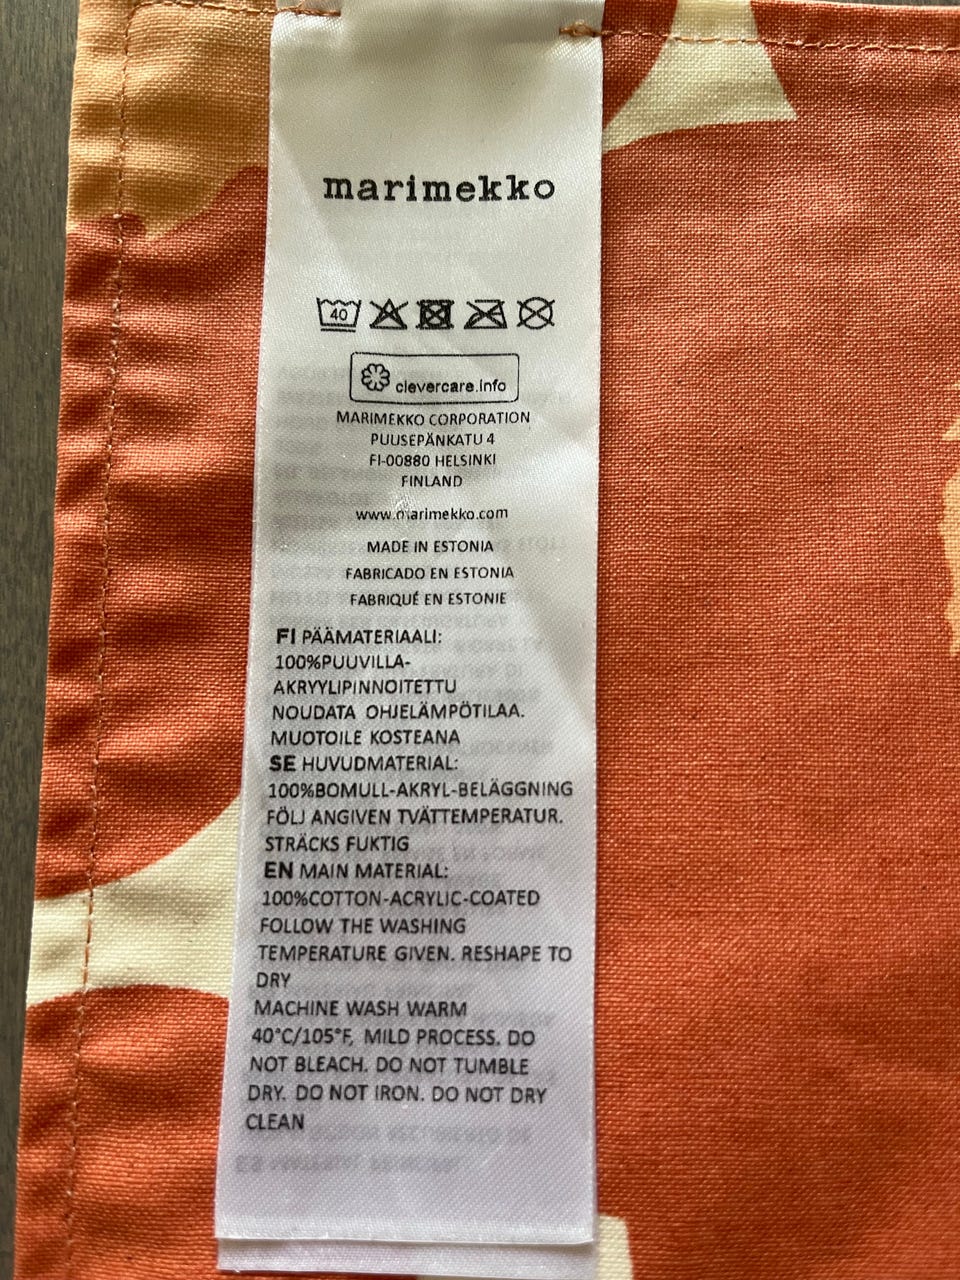 marimekko
40
clevercare.info
MARIMEKKO CORPORATION
PUUSEPÄNKATU 4
FI-00880 HELSINKI
FINLAND
www.marimekko.com
MADE IN ESTONIA
FABRICADO EN ESTONIA
FABRIQUÉ EN ESTONIE
FI PÄÄMATERIAALI:
100%PUUVILLA-
AKRYYLIPINNOITETTU
NOUDATA OHJELÄMPÖTILAA.
MUOTOILE KOSTEANA
SE HUVUDMATERIAL:
100%BOMULL-AKRYL-BELÄGGNING
FÖLJ ANGIVEN TVÄTTEMPERATUR.
STRÄCKS FUKTIG
EN MAIN MATERIAL:
100%COTTON-ACRYLIC-COATED
FOLLOW THE WASHING
TEMPERATURE GIVEN. RESHAPE TO
DRY
MACHINE WASH WARM
40°C/105°F, MILD PROCESS. DO
NOT BLEACH. DO NOT TUMBLE
DRY. DO NOT IRON. DO NOT DRY
CLEAN